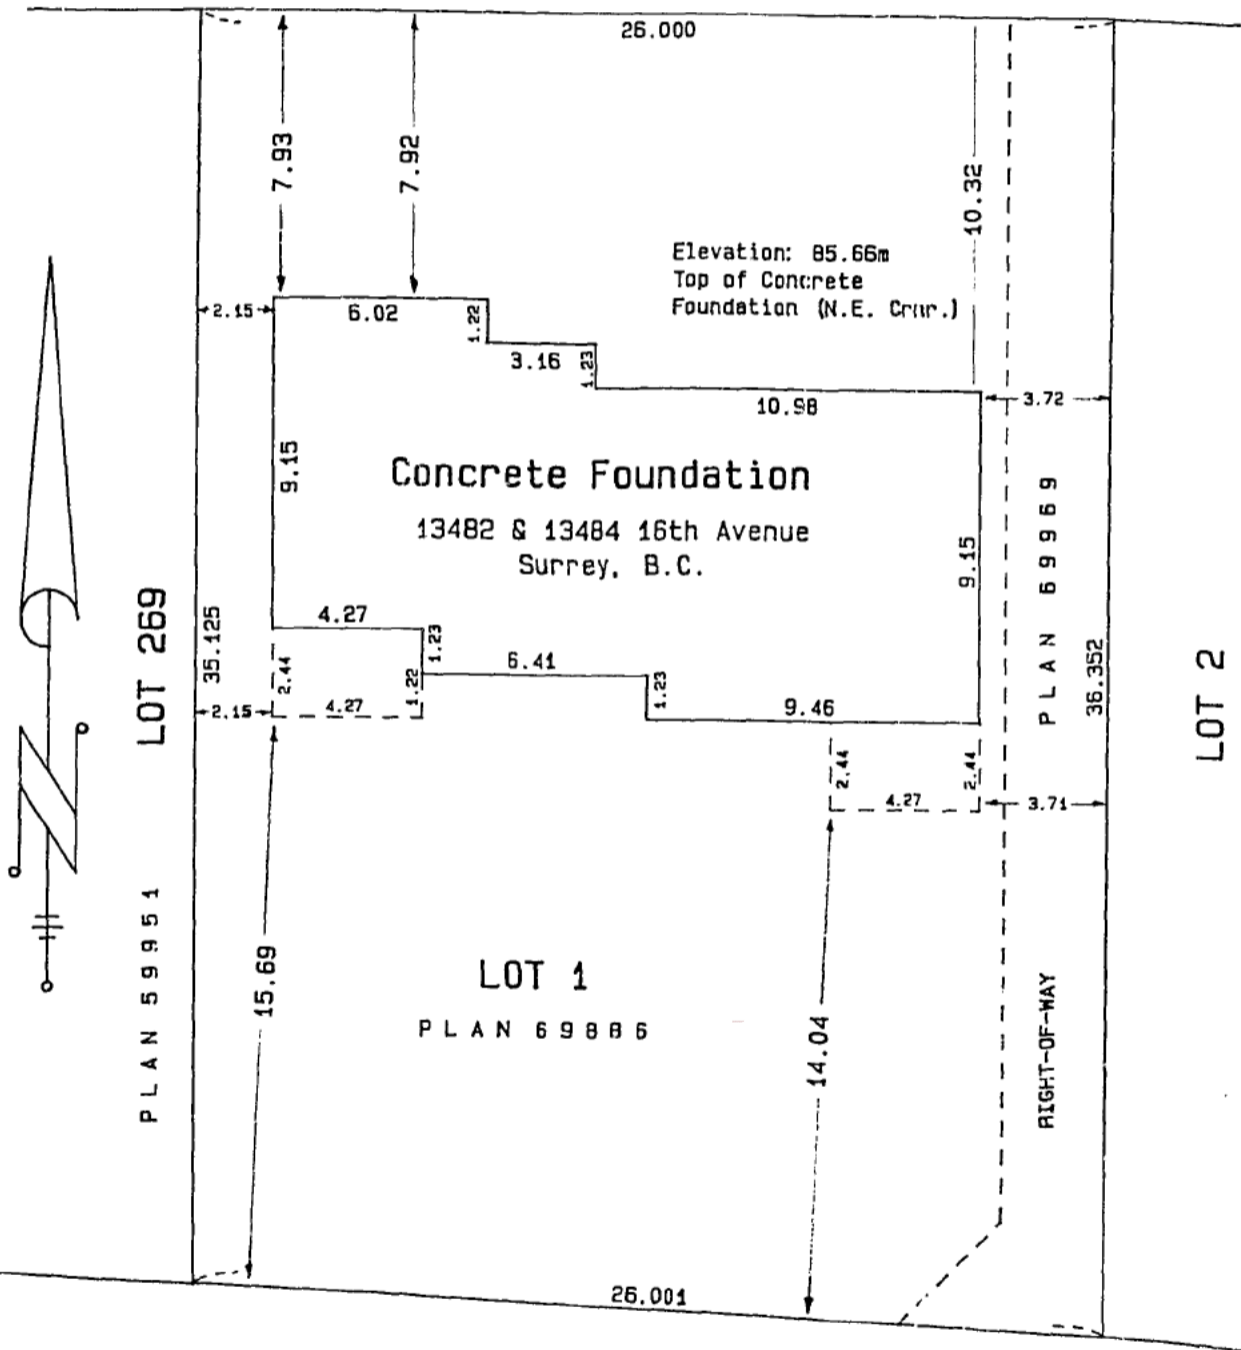 26.000
7.93
7.92
10.32
Elevation: 85.66m
Top of Concrete
Foundation (N.E. Crnr.)
2.15
6.02
1.22
3.16
1.23
10.98
3.72
9.15
Concrete Foundation
13482 & 13484 16th Avenue
Surrey, B.C.
9.15
PLAN 69969
LOT 269
35.125
4.27
1.23
6.41
2.44
1.22
1.23
2.15
4.27
9.46
36.352
LOT 2
2.44
2.44
4.27
3.71
PLAN 59951
15.69
LOT 1
PLAN 69886
14.04
RIGHT-OF-WAY
26.001